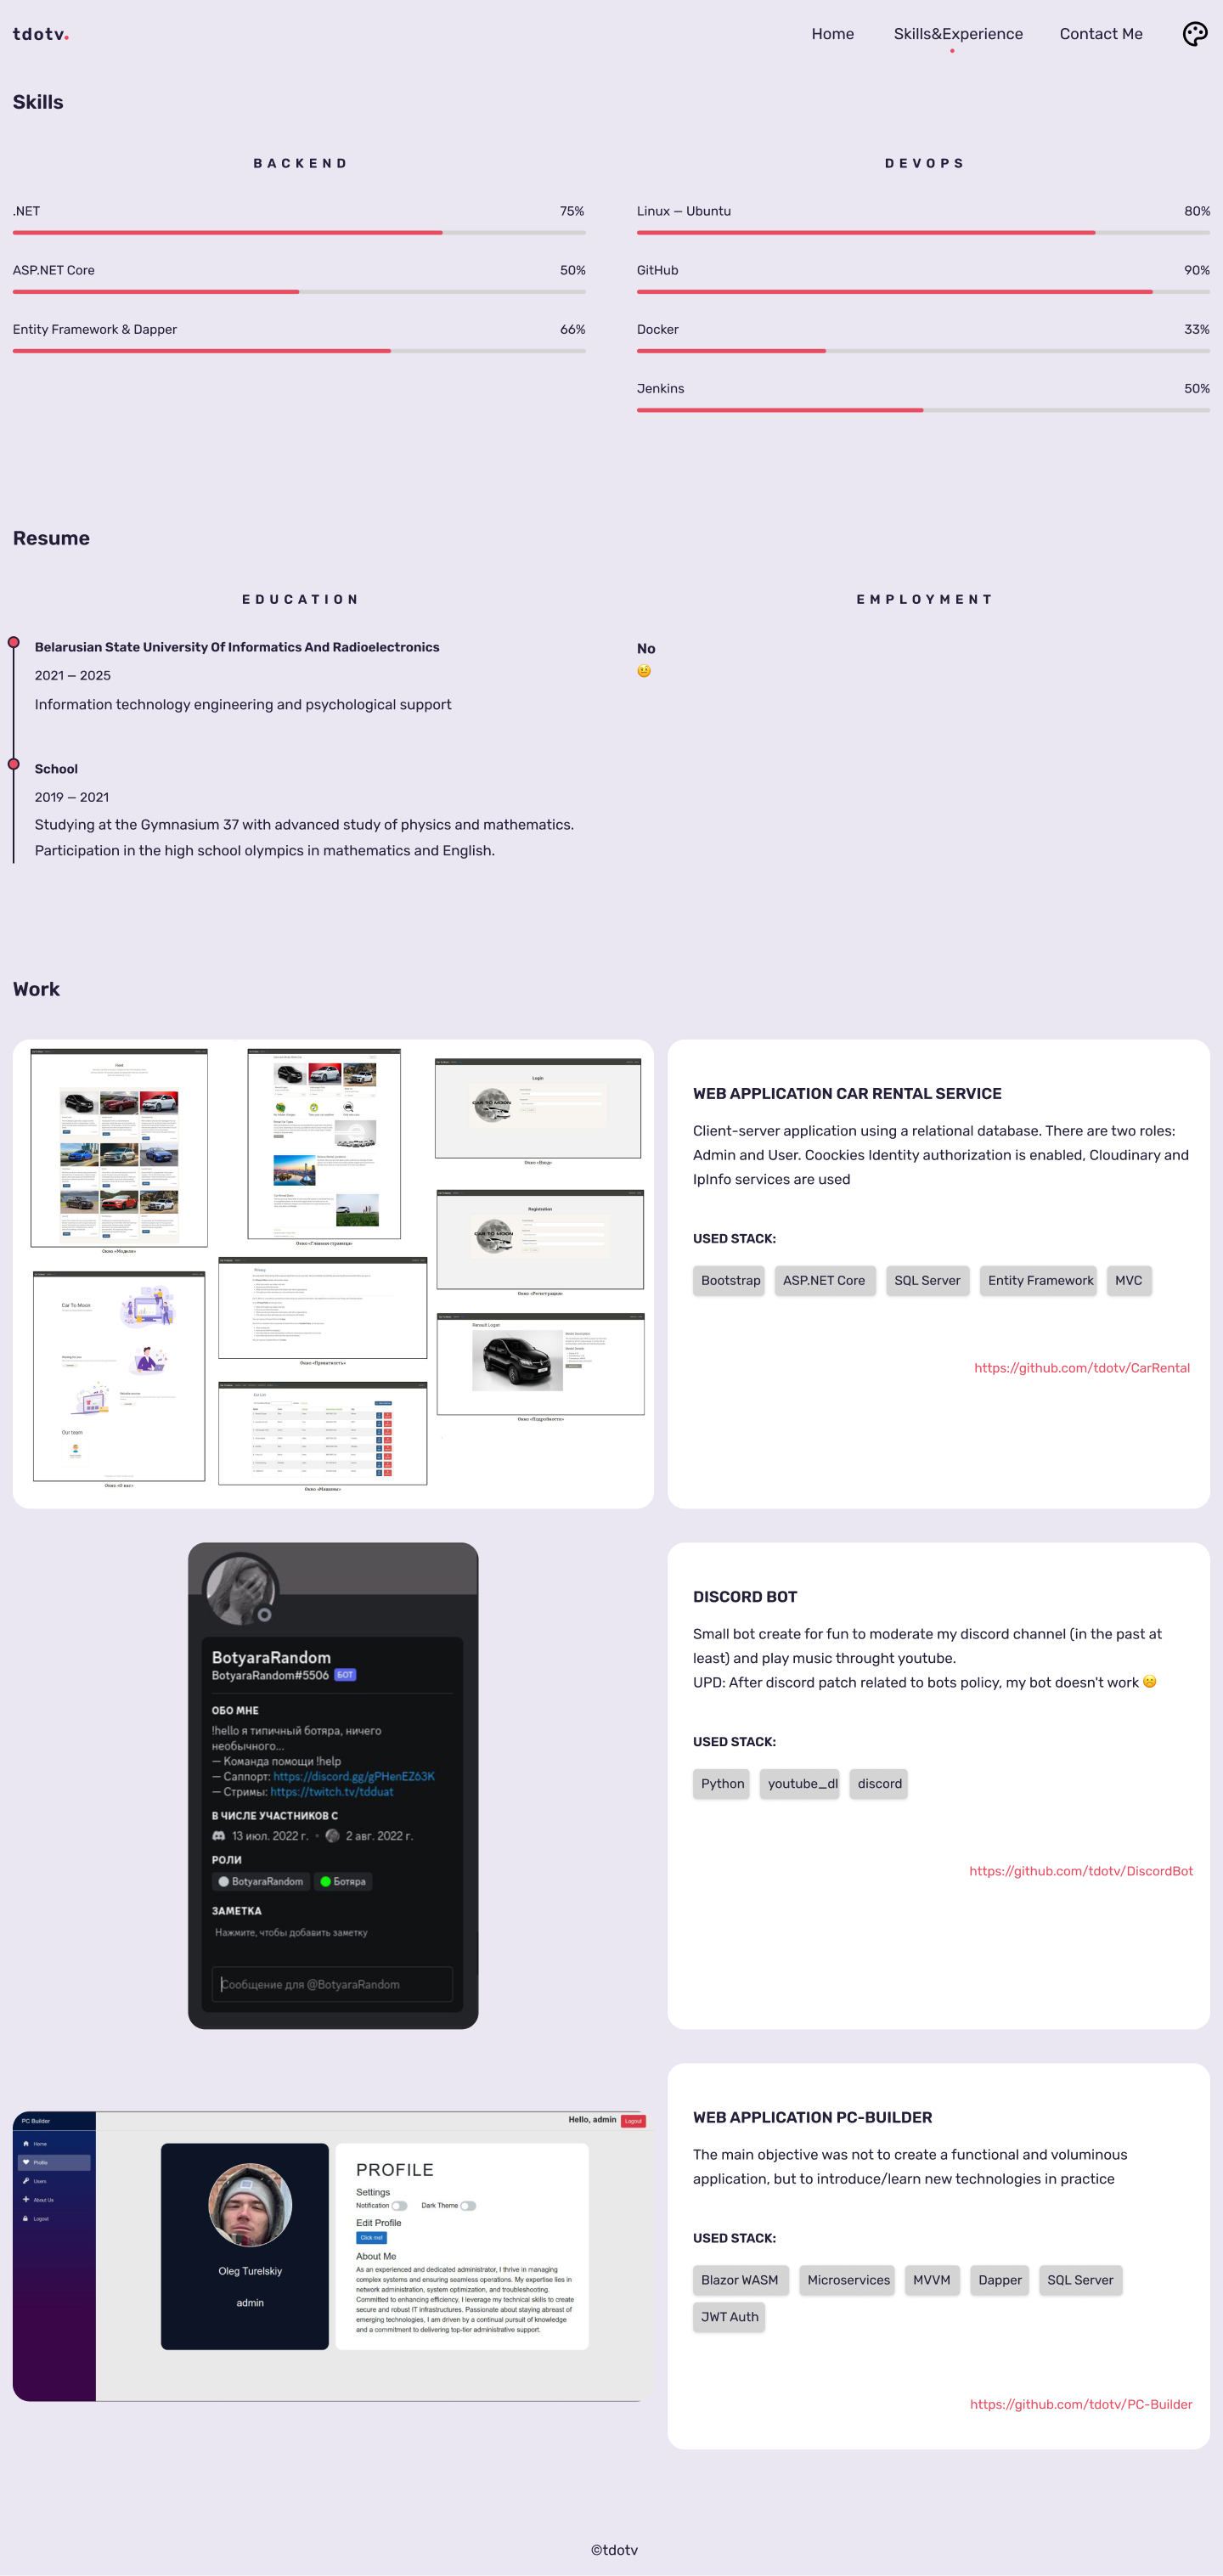 tdotv.
Home Skills&Experience Contact Me
Skills
BACKEND
.NET 75%
ASP.NET Core 50%
Entity Framework & Dapper 66%
DEVOPS
Linux — Ubuntu 80%
GitHub 90%
Docker 33%
Jenkins 50%
Resume
EDUCATION
Belarusian State University Of Informatics And Radioelectronics
2021 — 2025
Information technology engineering and psychological support
School
2019 — 2021
Studying at the Gymnasium 37 with advanced study of physics and mathematics.
Participation in the high school olympics in mathematics and English.
EMPLOYMENT
No
Work
Login
CAR TO MOON
Окно «Вход»
Registration
CAR TO MOON
Окно «Регистрация»
Окно «Модели»
Окно «Главная страница»
Car To Moon
Our team
Окно «О нас»
Окно «Приватность»
Renault Logan
Окно «Подробности»
WEB APPLICATION CAR RENTAL SERVICE
Client-server application using a relational database. There are two roles:
Admin and User. Coockies Identity authorization is enabled, Cloudinary and
IpInfo services are used
USED STACK:
Bootstrap ASP.NET Core SQL Server Entity Framework MVC
https://github.com/tdotv/CarRental
BotyaraRandom
BotyaraRandom#5506 БОТ
ОБО МНЕ
!hello я типичный ботяра, ничего
необычного...
— Команда помощи !help
— Саппорт: https://discord.gg/gPHenEZ63K
— Стримы: https://twitch.tv/tdduat
В ЧИСЛЕ УЧАСТНИКОВ С
13 июл. 2022 г. • 2 авг. 2022 г.
РОЛИ
BotyaraRandom Ботяра
ЗАМЕТКА
Нажмите, чтобы добавить заметку
Сообщение для @BotyaraRandom
DISCORD BOT
Small bot create for fun to moderate my discord channel (in the past at
least) and play music throught youtube.
UPD: After discord patch related to bots policy, my bot doesn't work
USED STACK:
Python youtube_dl discord
https://github.com/tdotv/DiscordBot
PC Builder
Hello, admin Logout
Home
Profile
Users
About Us
Logout
Oleg Turelskiy
admin
PROFILE
Settings
Notification Dark Theme
Edit Profile
Click me!
About Me
As an experienced and dedicated administrator, I thrive in managing
complex systems and ensuring seamless operations. My expertise lies in
network administration, system optimization, and troubleshooting.
Committed to enhancing efficiency, I leverage my technical skills to create
secure and robust IT infrastructures. Passionate about staying abreast of
emerging technologies, I am driven by a continual pursuit of knowledge
and a commitment to delivering top-tier administrative support.
WEB APPLICATION PC-BUILDER
The main objective was not to create a functional and voluminous
application, but to introduce/learn new technologies in practice
USED STACK:
Blazor WASM Microservices MVVM Dapper SQL Server
JWT Auth
https://github.com/tdotv/PC-Builder
©tdotv